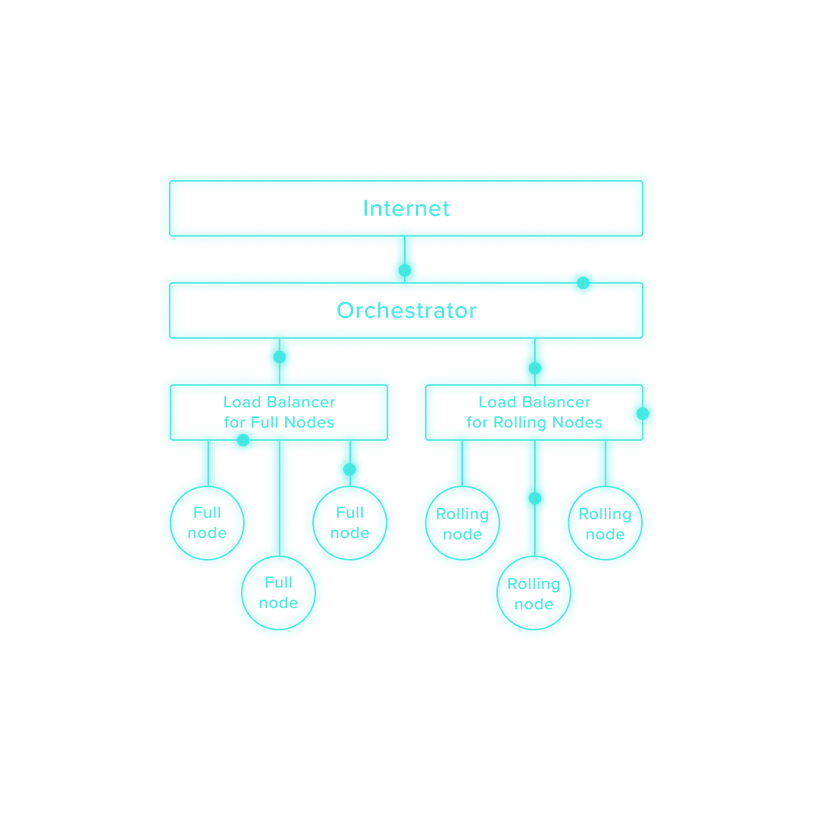 Internet
Orchestrator
Load Balancer
for Full Nodes
Load Balancer
for Rolling Nodes
Full
node
Full
node
Full
node
Rolling
node
Rolling
node
Rolling
node